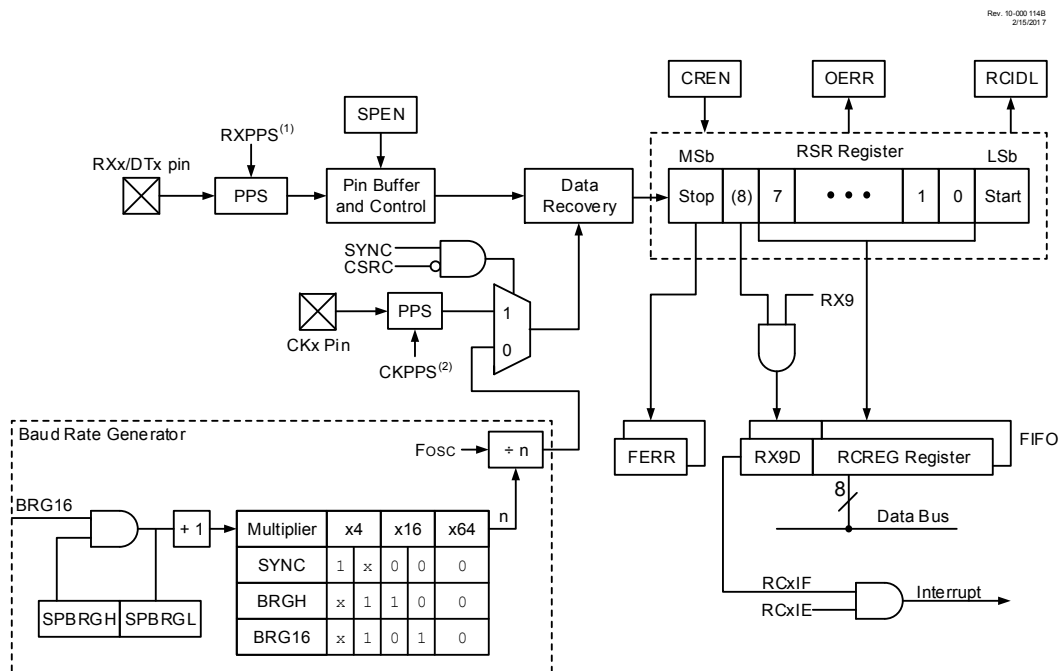 Rev. 10-000 114B
2/15/2017
CREN
OERR
RCIDL
SPEN
RXPPS(1)
RXx/DTx pin
PPS
Pin Buffer
and Control
Data
Recovery
MSb
RSR Register
LSb
Stop (8) 7 • • • 1 0 Start
SYNC
CSRC
RX9
PPS
1
0
CKx Pin
CKPPS(2)
Baud Rate Generator
Fosc
÷ n
FERR
RX9D
RCREG Register
FIFO
8
Data Bus
BRG16
+ 1
n
Multiplier x4 x16 x64
SYNC 1 x 0 0 0
BRGH x 1 1 0 0
BRG16 x 1 0 1 0
SPBRGH SPBRGL
RCxIF
RCxIE
Interrupt